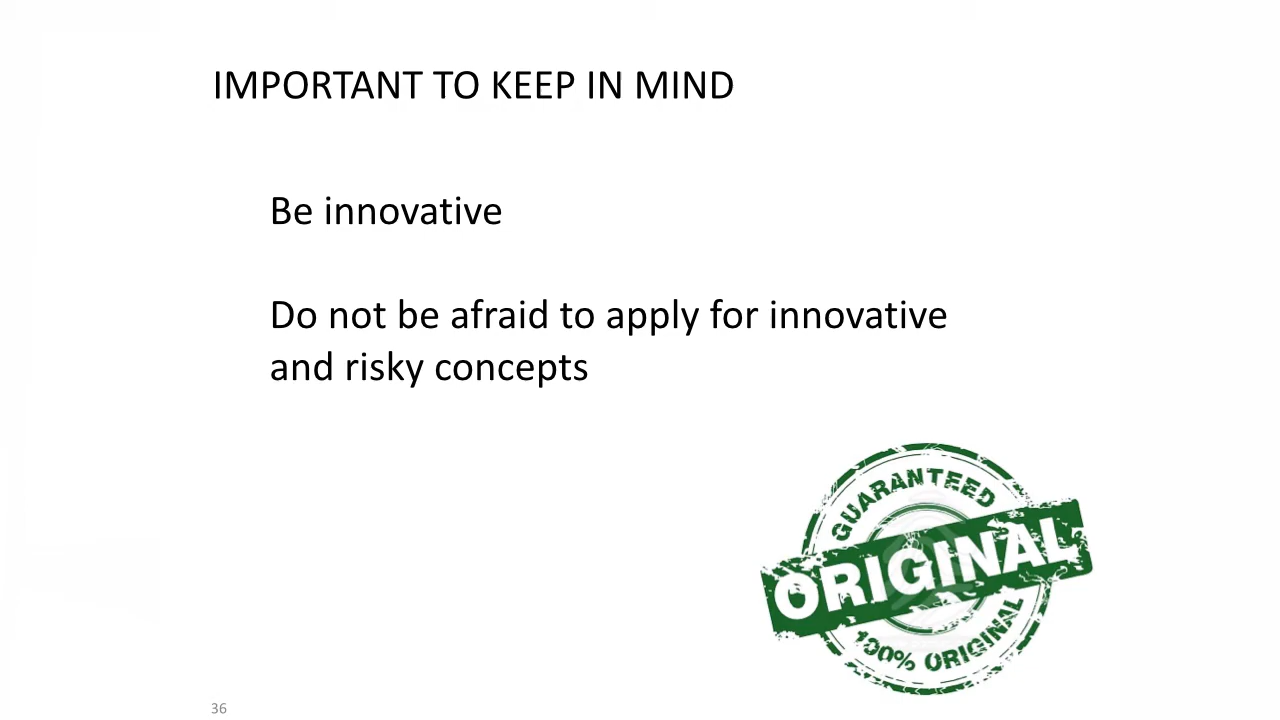 IMPORTANT TO KEEP IN MIND
Be innovative
Do not be afraid to apply for innovative
and risky concepts
GUARANTEED
ORIGINAL
100% ORIGINAL
36